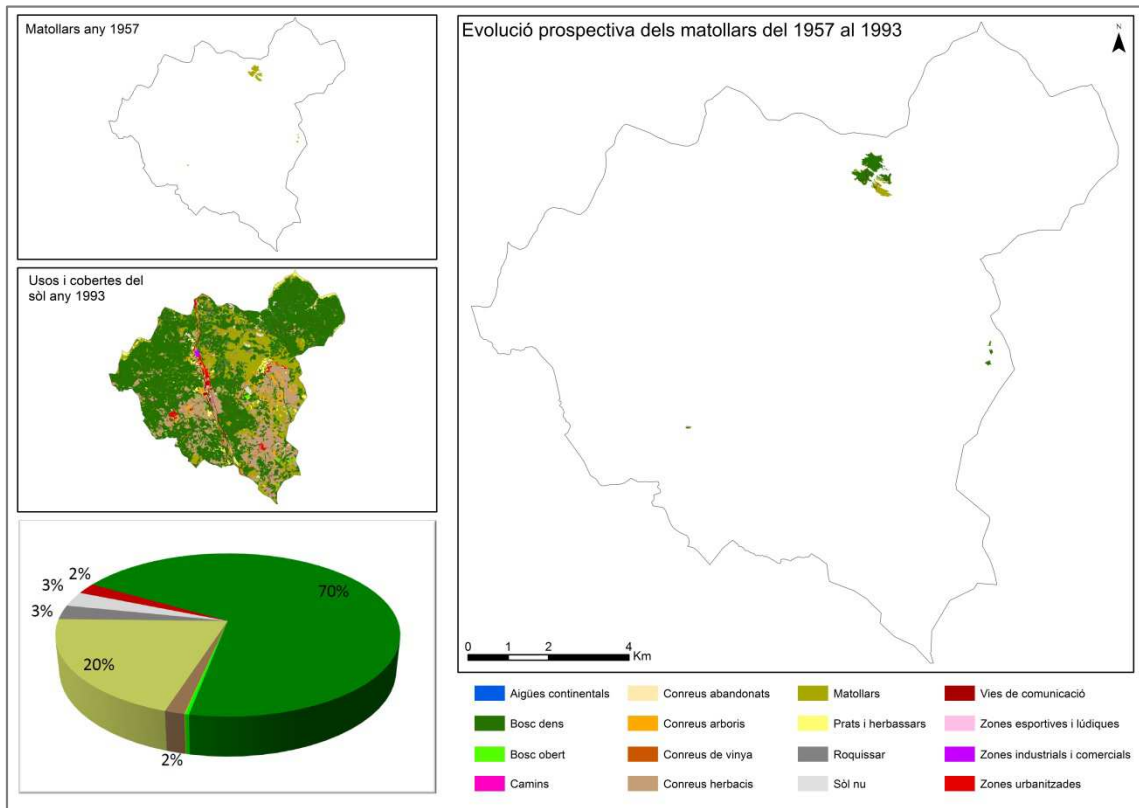 Matollars any 1957
Usos i cobertes del
sòl any 1993
2%
3%
3%
70%
20%
2%
Evolució prospectiva dels matollars del 1957 al 1993
N
0 1 2 4
Km
Aigües continentals
Bosc dens
Bosc obert
Camins
Conreus abandonats
Conreus arboris
Conreus de vinya
Conreus herbacis
Matollars
Prats i herbassars
Roquissar
Sòl nu
Vies de comunicació
Zones esportives i lúdiques
Zones industrials i comercials
Zones urbanitzades